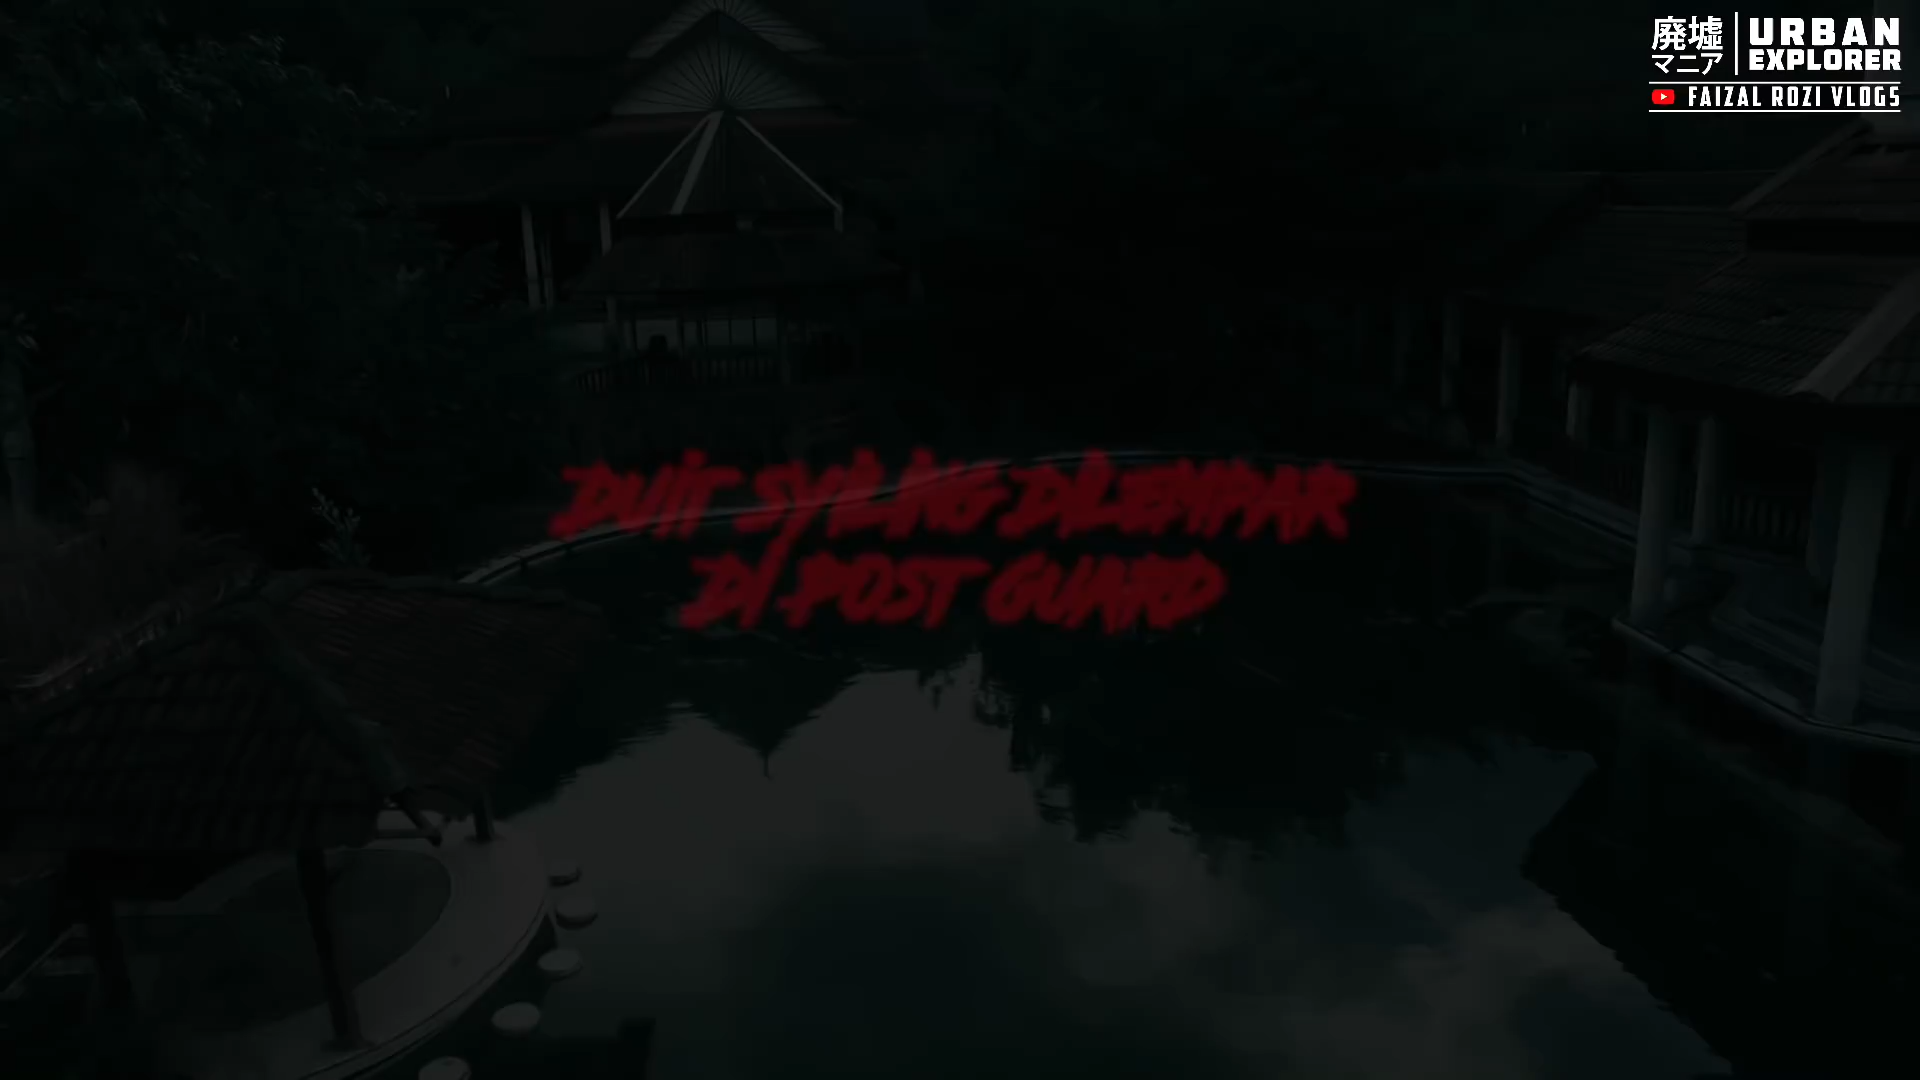 廃墟
マニア
URBAN
EXPLORER
FAIZAL ROZI VLOGS
DUIT SYILING DILEMPAR
DI POST GUARD